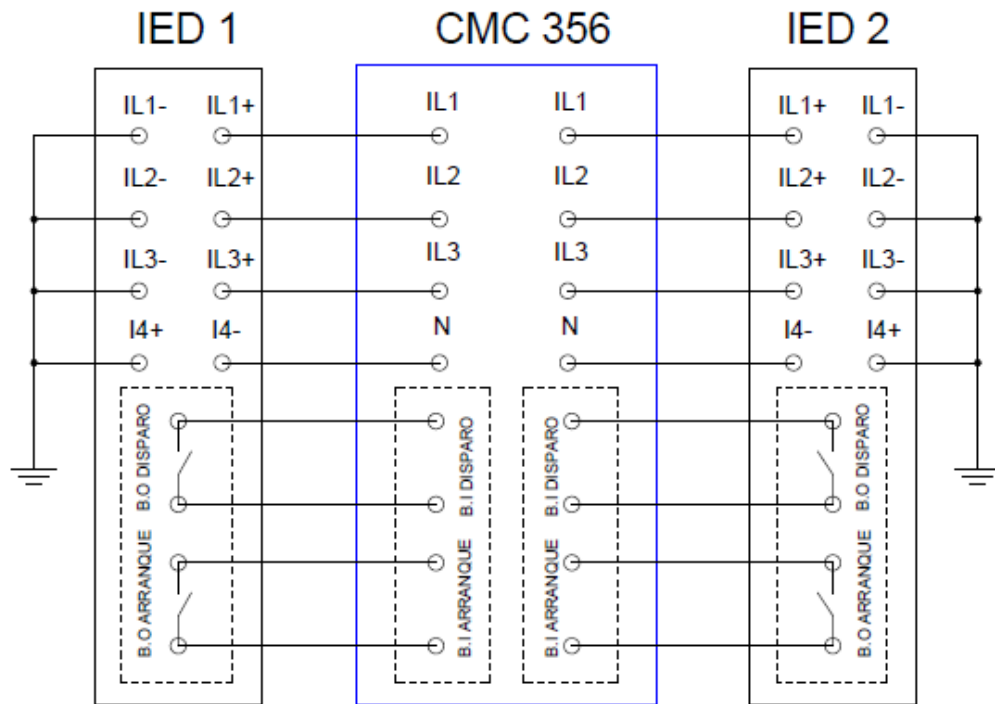 IED 1 CMC 356 IED 2
IL1- IL1+ IL1 IL1 IL1+ IL1-
IL2- IL2+ IL2 IL2 IL2+ IL2-
IL3- IL3+ IL3 IL3 IL3+ IL3-
I4+ I4- N N I4- I4+
B.O DISPARO B.I DISPARO B.I DISPARO B.O DISPARO
B.O ARRANQUE B.I ARRANQUE B.I ARRANQUE B.O ARRANQUE